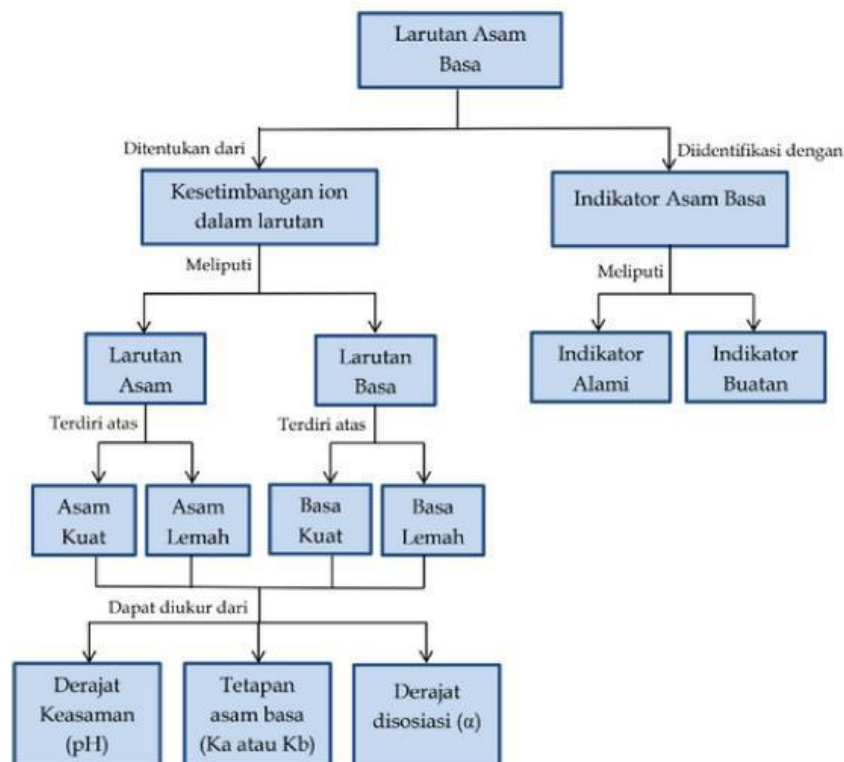 Larutan Asam
Basa
Ditentukan dari
Diidentifikasi dengan
Kesetimbangan ion
dalam larutan
Indikator Asam Basa
Meliputi
Meliputi
Larutan
Asam
Larutan
Basa
Indikator
Alami
Indikator
Buatan
Terdiri atas
Terdiri atas
Asam
Kuat
Asam
Lemah
Basa
Kuat
Basa
Lemah
Dapat diukur dari
Derajat
Keasaman
(pH)
Tetapan
asam basa
(Ka atau Kb)
Derajat
disosiasi (α)